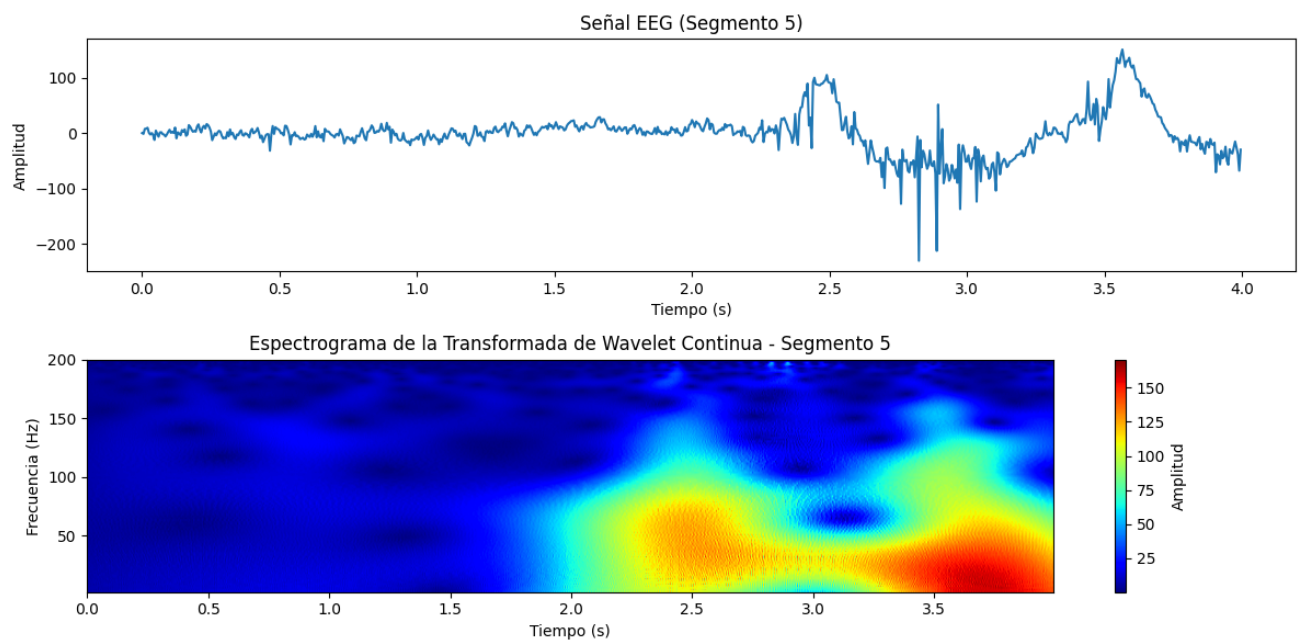 Señal EEG (Segmento 5)
Amplitud
100
0
−100
−200
0.0 0.5 1.0 1.5 2.0 2.5 3.0 3.5 4.0
Tiempo (s)
Espectrograma de la Transformada de Wavelet Continua - Segmento 5
Frecuencia (Hz)
200
150
100
50
0.0 0.5 1.0 1.5 2.0 2.5 3.0 3.5
Tiempo (s)
150
125
100
75
50
25
Amplitud